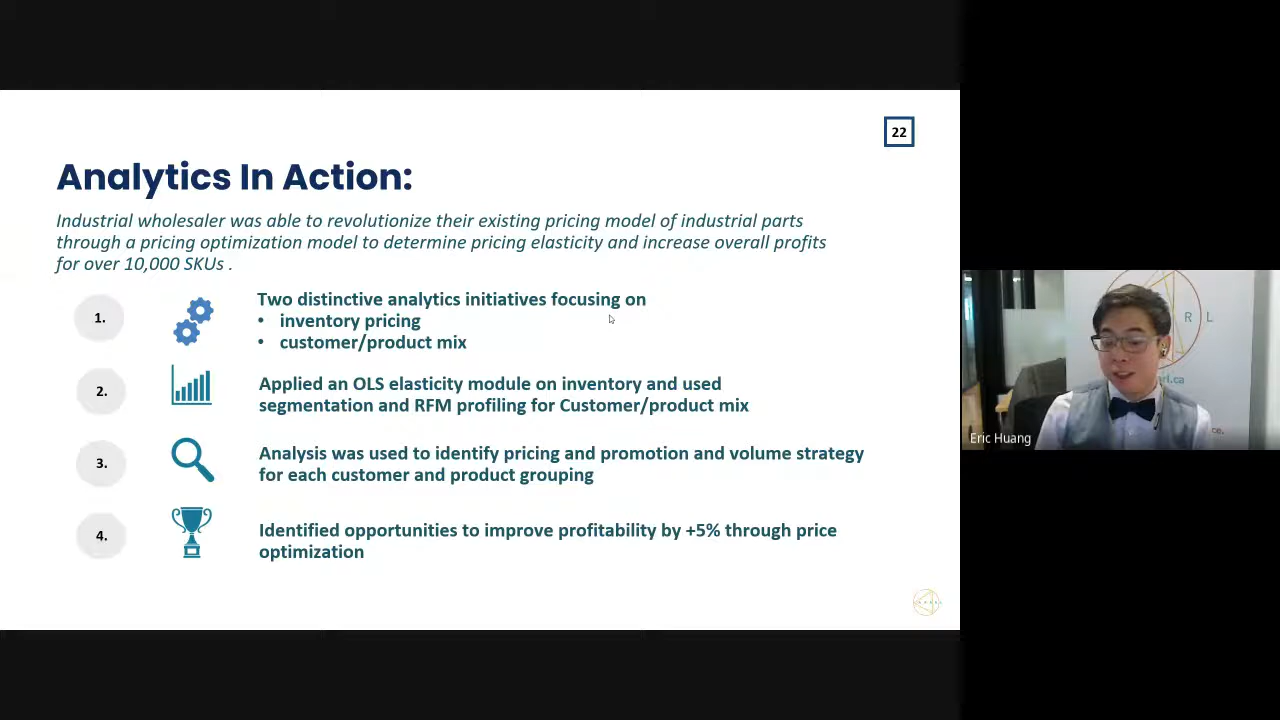 22
Analytics In Action:
Industrial wholesaler was able to revolutionize their existing pricing model of industrial parts
through a pricing optimization model to determine pricing elasticity and increase overall profits
for over 10,000 SKUs .
1.
Two distinctive analytics initiatives focusing on
• inventory pricing
• customer/product mix
2.
Applied an OLS elasticity module on inventory and used
segmentation and RFM profiling for Customer/product mix
3.
Analysis was used to identify pricing and promotion and volume strategy
for each customer and product grouping
4.
Identified opportunities to improve profitability by +5% through price
optimization
R L
rl.ca
ce.
Eric Huang